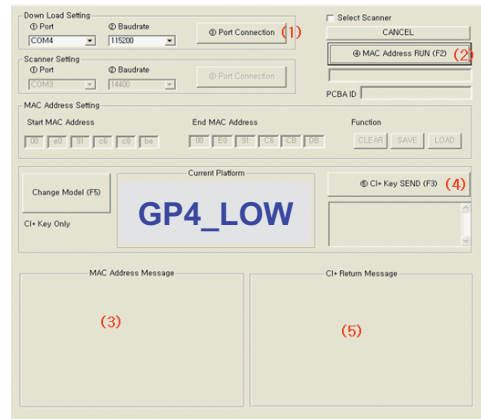 Down Load Setting
① Port
② Baudrate
COM4
115200
③ Port Connection
(1)
Select Scanner
CANCEL
④ MAC Address RUN (F2)
(2)
Scanner Setting
① Port
② Baudrate
COM3
14400
③ Port Connection
PCBA ID
MAC Address Setting
Start MAC Address
End MAC Address
Function
00 e0 91 c6 c8 be
00 E0 91 C6 CB DB
CLEAR SAVE LOAD
Change Model (F5)
CI+ Key Only
Current Platform
GP4_LOW
⑤ CI+ Key SEND (F3)
(4)
MAC Address Message
(3)
CI+ Return Message
(5)